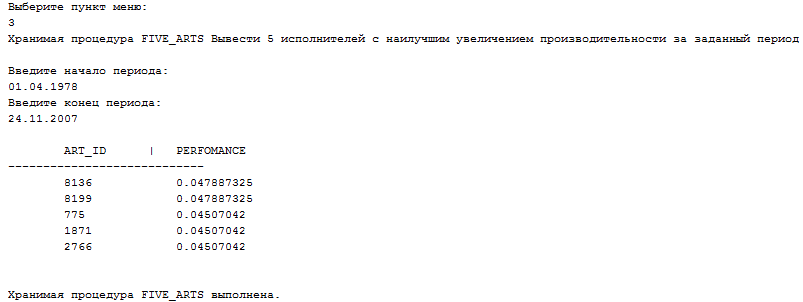 Выберите пункт меню:
3
Хранимая процедура FIVE_ARTS Вывести 5 исполнителей с наилучшим увеличением производительности за заданный период
Введите начало периода:
01.04.1978
Введите конец периода:
24.11.2007
ART_ID | PERFOMANCE
-----------------------------
8136 0.047887325
8199 0.047887325
775 0.04507042
1871 0.04507042
2766 0.04507042
Хранимая процедура FIVE_ARTS выполнена.